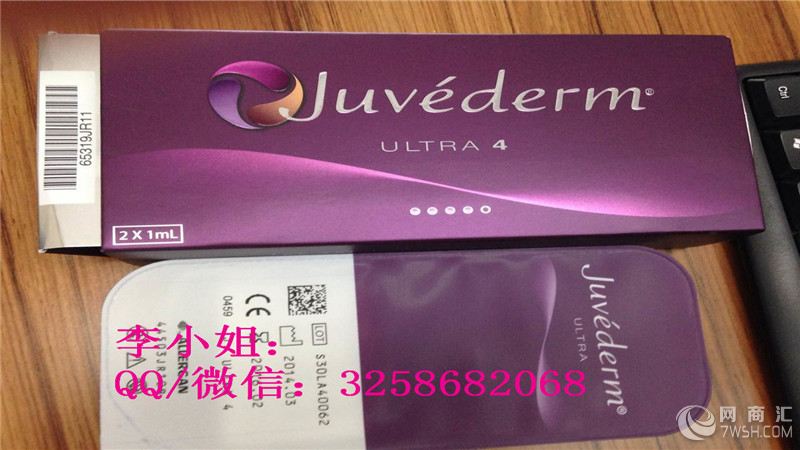 Juvéderm®
ULTRA 4
65319JR11
2 X 1mL
Ctrl
Juvéderm®
ULTRA
LOT S30LA40062
2014.03
0459
ALLERGAN
李小姐:
QQ/微信: 3258682068
网商汇
7WSH.COM